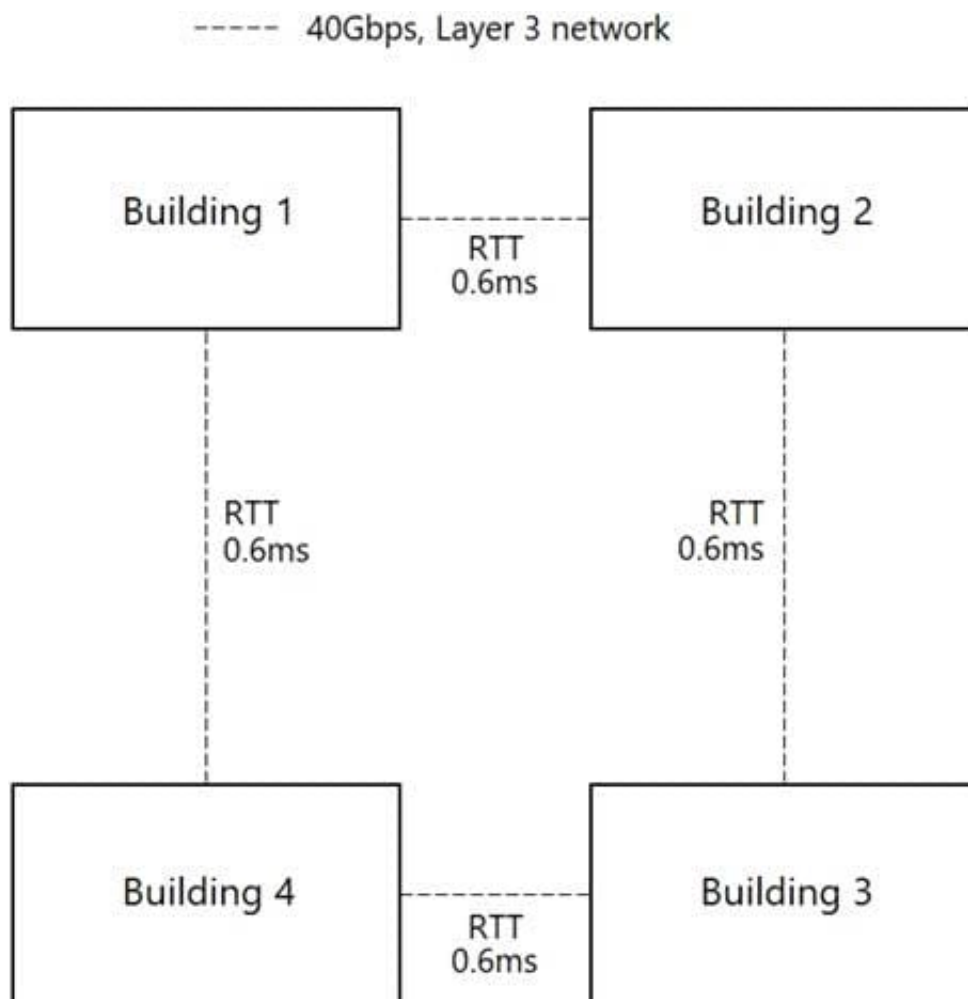 40Gbps, Layer 3 network
Building 1
Building 2
RTT
0.6ms
RTT
0.6ms
RTT
0.6ms
Building 4
Building 3
RTT
0.6ms